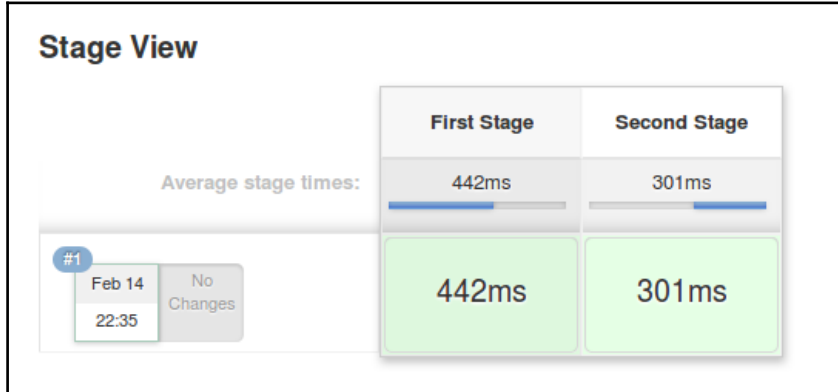 Stage View
First Stage Second Stage
Average stage times: 442ms 301ms
#1
Feb 14 No
Changes
22:35
442ms 301ms